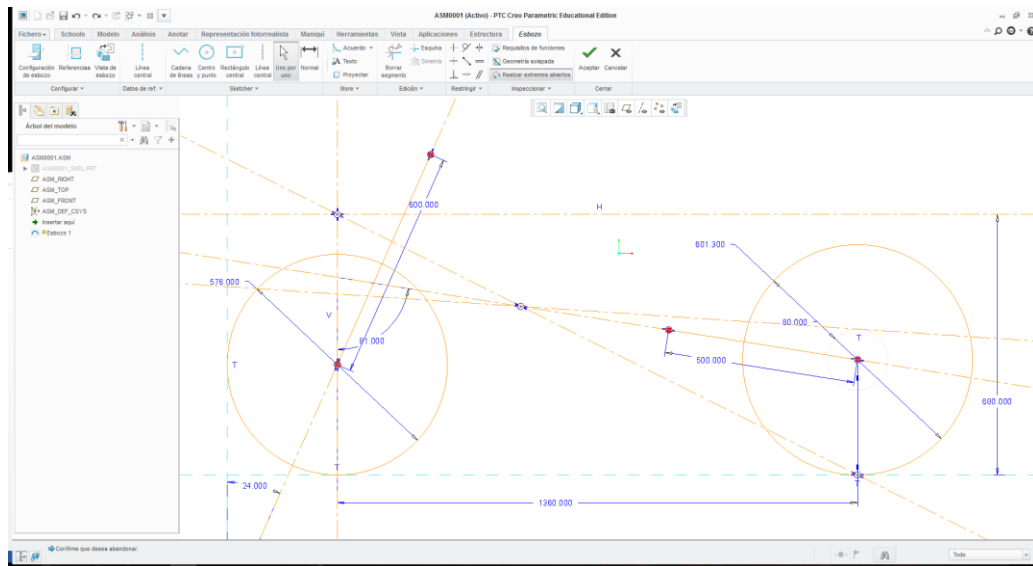 ASM0001 (Activo) - PTC Creo Parametric Educational Edition
Fichero
Schools
Modelo
Análisis
Anotar
Representación fotorrealista
Maniquí
Herramientas
Vista
Aplicaciones
Estructura
Esbozo
Configuración de esbozo
Referencias
Vista de esbozo
Línea central
Cadena de líneas
Centro y punto
Rectángulo central
Línea central
Uno por uno
Normal
Acuerdo
Texto
Proyectar
Borrar segmento
Esquina
Simetría
Requisitos de funciones
Geometría solapada
Realzar extremos abiertos
Aceptar
Cancelar
Configurar
Datos de ref.
Sketcher
More
Edición
Restringir
Inspeccionar
Cerrar
Árbol del modelo
ASM0001.ASM
ASM0001_SKEL.PRT
ASM_RIGHT
ASM_TOP
ASM_FRONT
ASM_DEF_CSYS
Insertar aquí
Esbozo 1
600.000
H
601.300
576.000
V
80.000
T
81.000
T
500.000
680.000
T
T
24.000
1360.000
Confirme que desea abandonar.
Todo